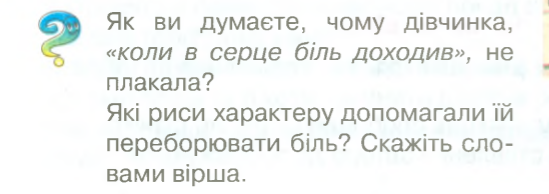 Як ви думаєте, чому дівчинка,
«коли в серце біль доходив», не
плакала?
Які риси характеру допомагали їй
переборювати біль? Скажіть сло-
вами вірша.